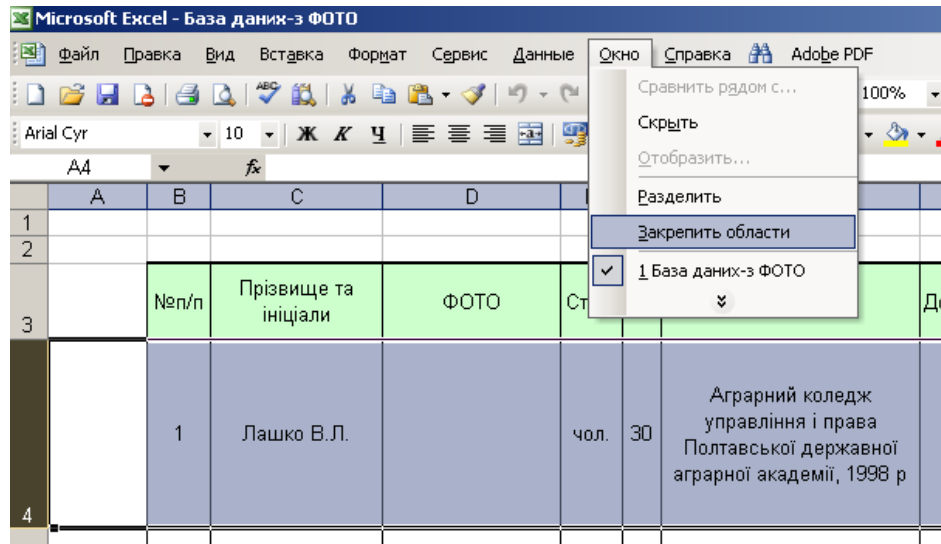 Microsoft Excel - База даних-з ФОТО
Файл Правка Вид Вставка Формат Сервис Данные Окно Справка Adobe PDF
Сравнить рядом с...
100%
Arial Cyr 10 Ж К Ч
Скрыть
A4 fx
Отобразить...
A B C D
Разделить
1
Закрепить области
2
1 База даних-з ФОТО
3 №п/п Прізвище та
ініціали
ФОТО Ст
4 1 Лашко В.Л. чол. 30 Аграрний коледж
управління і права
Полтавської державної
аграрної академії, 1998 р